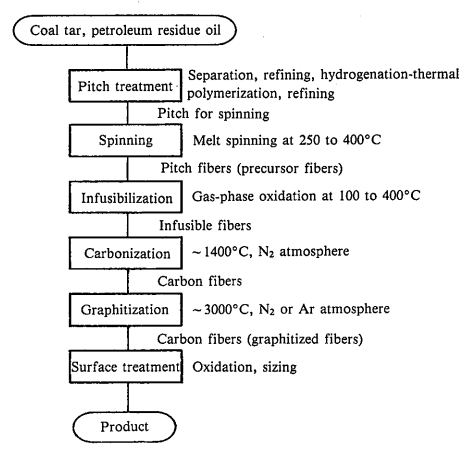 Coal tar, petroleum residue oil
Pitch treatment
Separation, refining, hydrogenation-thermal
polymerization, refining
Pitch for spinning
Spinning
Melt spinning at 250 to 400°C
Pitch fibers (precursor fibers)
Infusibilization
Gas-phase oxidation at 100 to 400°C
Infusible fibers
Carbonization
~1400°C, N₂ atmosphere
Carbon fibers
Graphitization
~3000°C, N₂ or Ar atmosphere
Carbon fibers (graphitized fibers)
Surface treatment
Oxidation, sizing
Product